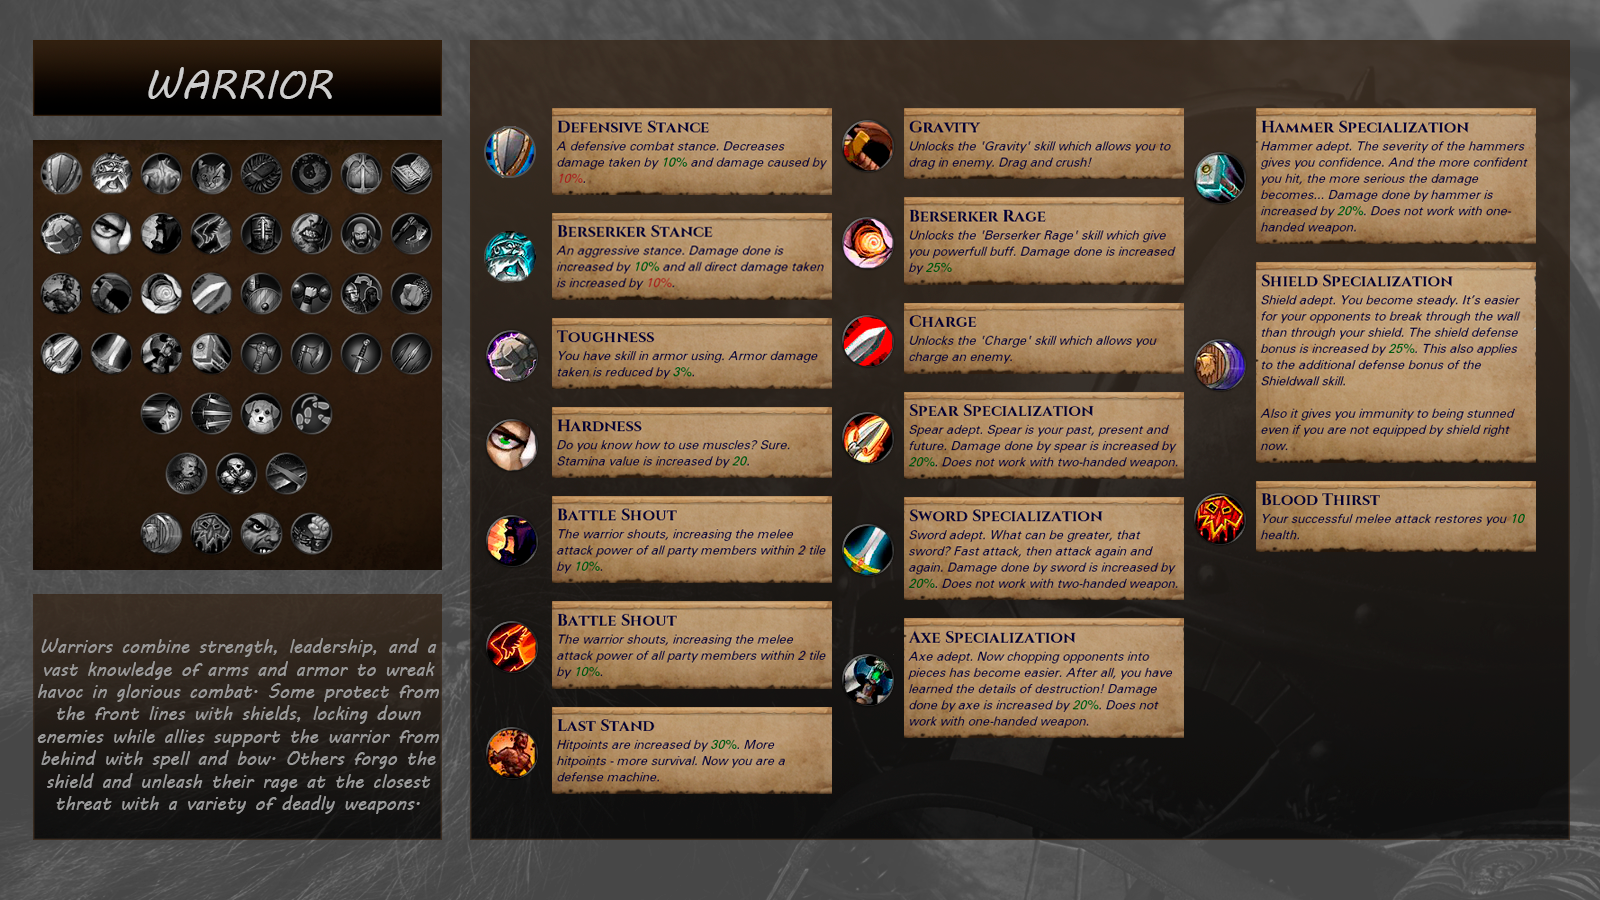 WARRIOR
Warriors combine strength, leadership, and a
vast knowledge of arms and armor to wreak
havoc in glorious combat. Some protect from
the front lines with shields, locking down
enemies while allies support the warrior from
behind with spell and bow. Others forgo the
shield and unleash their rage at the closest
threat with a variety of deadly weapons.
DEFENSIVE STANCE
A defensive combat stance. Decreases
damage taken by 10% and damage caused by
10%.
BERSERKER STANCE
An aggressive stance. Damage done is
increased by 10% and all direct damage taken
is increased by 10%.
TOUGHNESS
You have skill in armor using. Armor damage
taken is reduced by 3%.
HARDNESS
Do you know how to use muscles? Sure.
Stamina value is increased by 20.
BATTLE SHOUT
The warrior shouts, increasing the melee
attack power of all party members within 2 tile
by 10%.
BATTLE SHOUT
The warrior shouts, increasing the melee
attack power of all party members within 2 tile
by 10%.
LAST STAND
Hitpoints are increased by 30%. More
hitpoints - more survival. Now you are a
defense machine.
GRAVITY
Unlocks the 'Gravity' skill which allows you to
drag in enemy. Drag and crush!
BERSERKER RAGE
Unlocks the 'Berserker Rage' skill which give
you powerfull buff. Damage done is increased
by 25%
CHARGE
Unlocks the 'Charge' skill which allows you
charge an enemy.
SPEAR SPECIALIZATION
Spear adept. Spear is your past, present and
future. Damage done by spear is increased by
20%. Does not work with two-handed weapon.
SWORD SPECIALIZATION
Sword adept. What can be greater, that
sword? Fast attack, then attack again and
again. Damage done by sword is increased by
20%. Does not work with two-handed weapon.
AXE SPECIALIZATION
Axe adept. Now chopping opponents into
pieces has become easier. After all, you have
learned the details of destruction! Damage
done by axe is increased by 20%. Does not
work with one-handed weapon.
HAMMER SPECIALIZATION
Hammer adept. The severity of the hammers
gives you confidence. And the more confident
you hit, the more serious the damage
becomes... Damage done by hammer is
increased by 20%. Does not work with one-
handed weapon.
SHIELD SPECIALIZATION
Shield adept. You become steady. It's easier
for your opponents to break through the wall
than through your shield. The shield defense
bonus is increased by 25%. This also applies
to the additional defense bonus of the
Shieldwall skill.
Also it gives you immunity to being stunned
even if you are not equipped by shield right
now.
BLOOD THIRST
Your successful melee attack restores you 10
health.